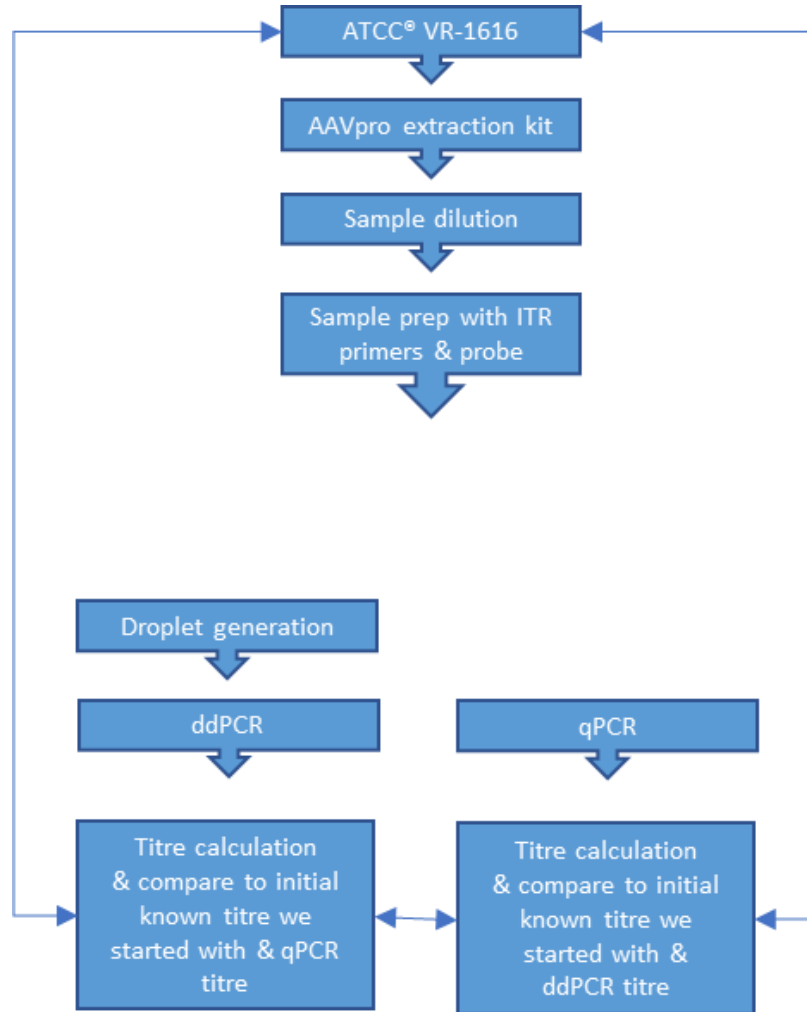 ATCC® VR-1616
AAVpro extraction kit
Sample dilution
Sample prep with ITR
primers & probe
Droplet generation
ddPCR
qPCR
Titre calculation
& compare to initial
known titre we
started with & qPCR
titre
Titre calculation
& compare to initial
known titre we
started with &
ddPCR titre